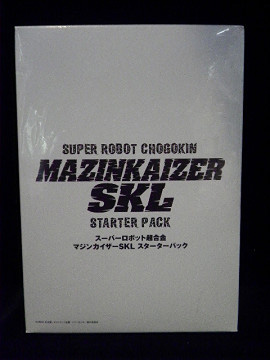 SUPER ROBOT CHOGOKIN
MAZINKAIZER
SKL
STARTER PACK
スーパーロボット超合金
マジンカイザーSKL スターターパック